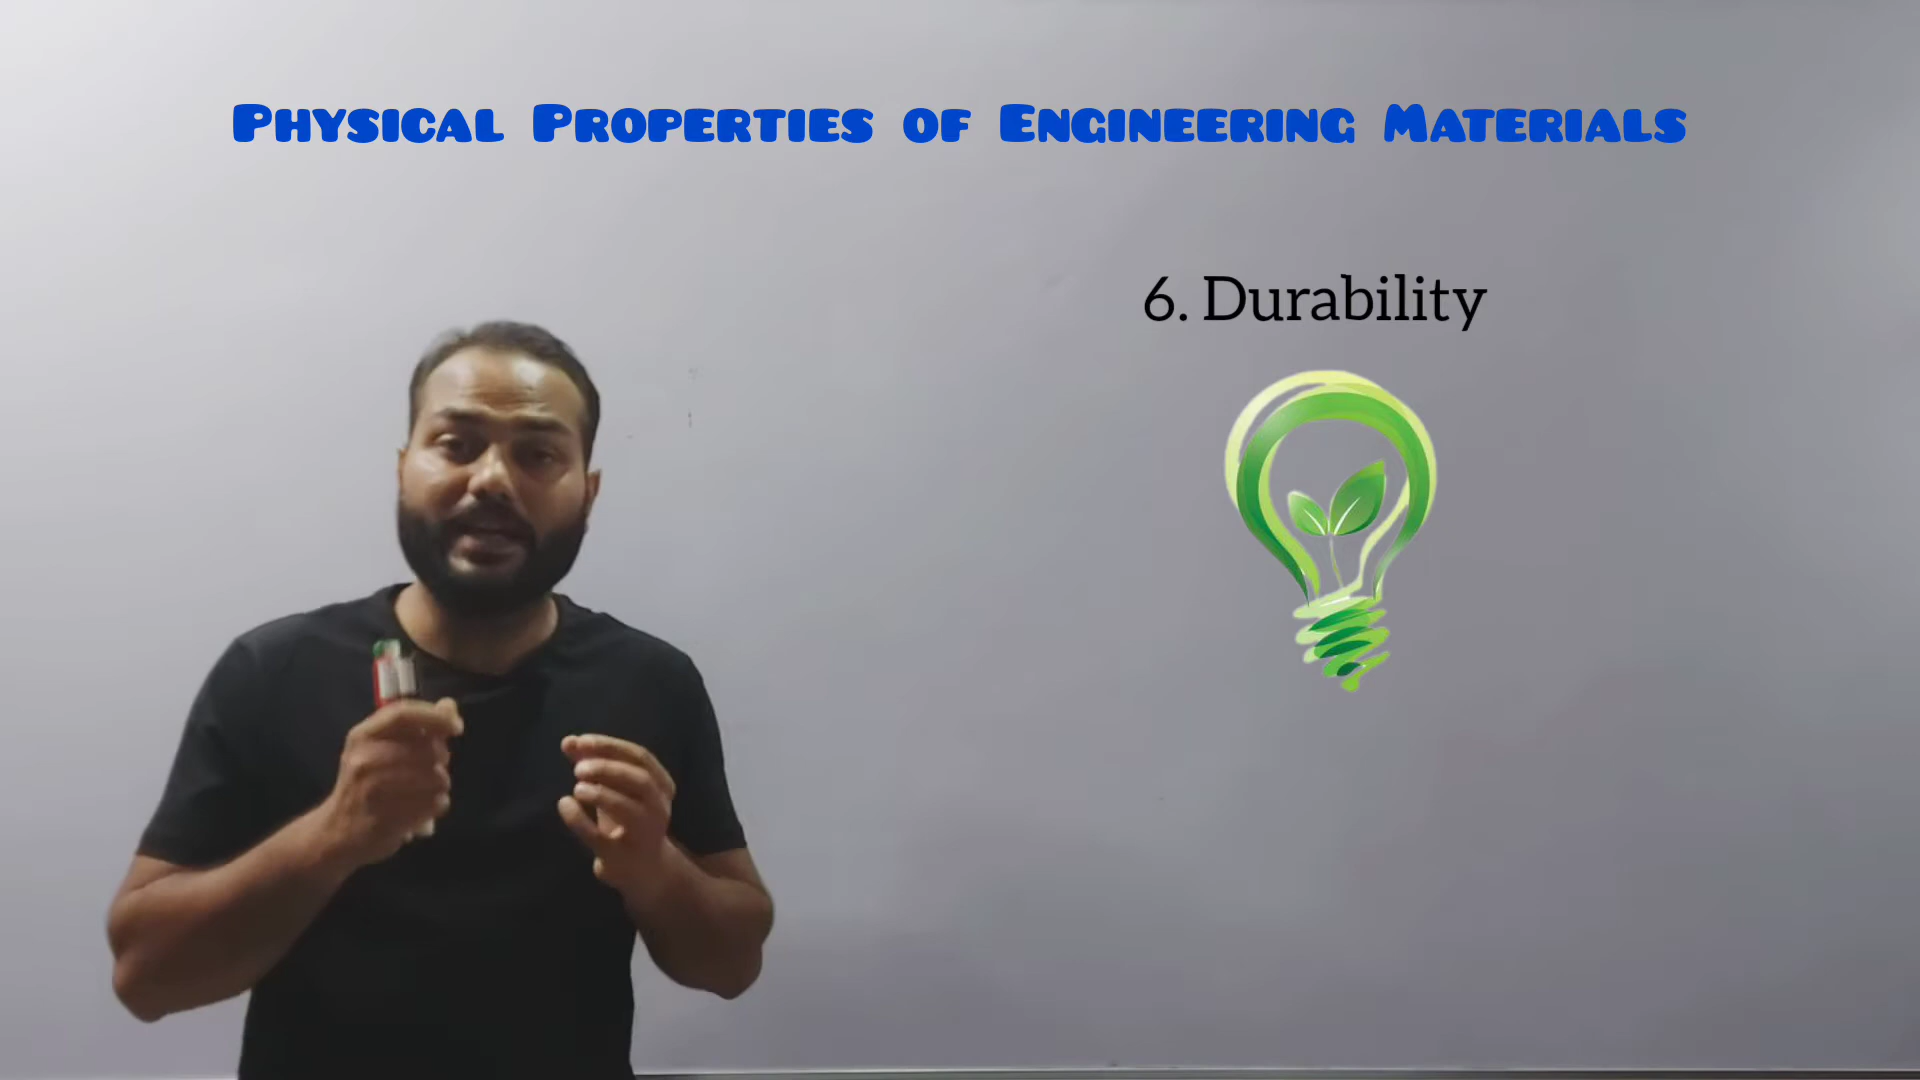 Physical Properties of Engineering Materials
6. Durability